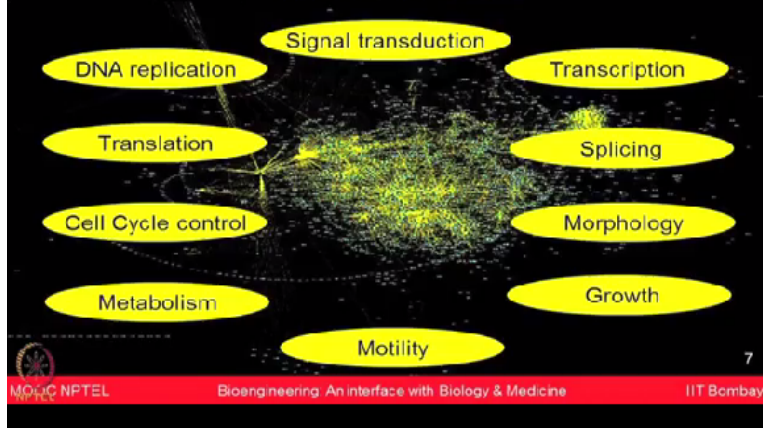 Signal transduction
DNA replication
Transcription
Translation
Splicing
Cell Cycle control
Morphology
Metabolism
Growth
Motility
7
NPTEL
MOOC NPTEL
Bioengineering: An interface with Biology & Medicine
IIT Bombay